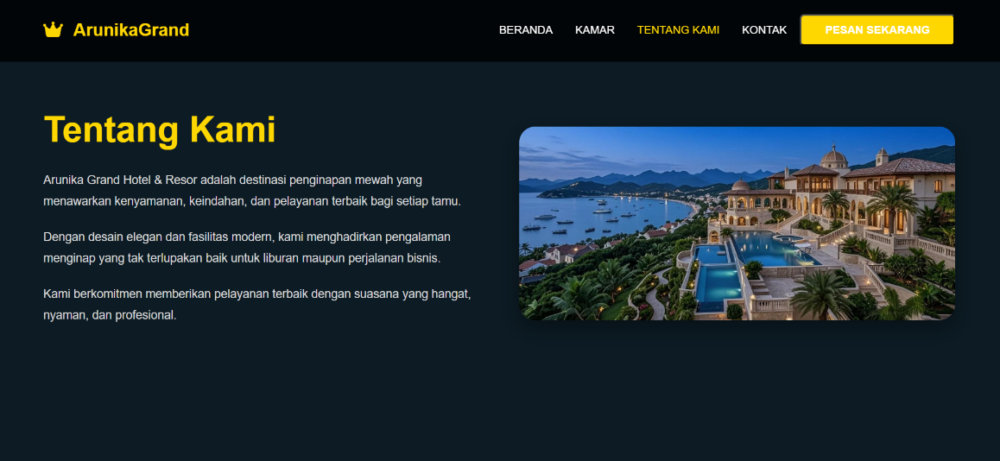 ArunikaGrand
BERANDA KAMAR TENTANG KAMI KONTAK PESAN SEKARANG
Tentang Kami
Arunika Grand Hotel & Resor adalah destinasi penginapan mewah yang
menawarkan kenyamanan, keindahan, dan pelayanan terbaik bagi setiap tamu.
Dengan desain elegan dan fasilitas modern, kami menghadirkan pengalaman
menginap yang tak terlupakan baik untuk liburan maupun perjalanan bisnis.
Kami berkomitmen memberikan pelayanan terbaik dengan suasana yang hangat,
nyaman, dan profesional.